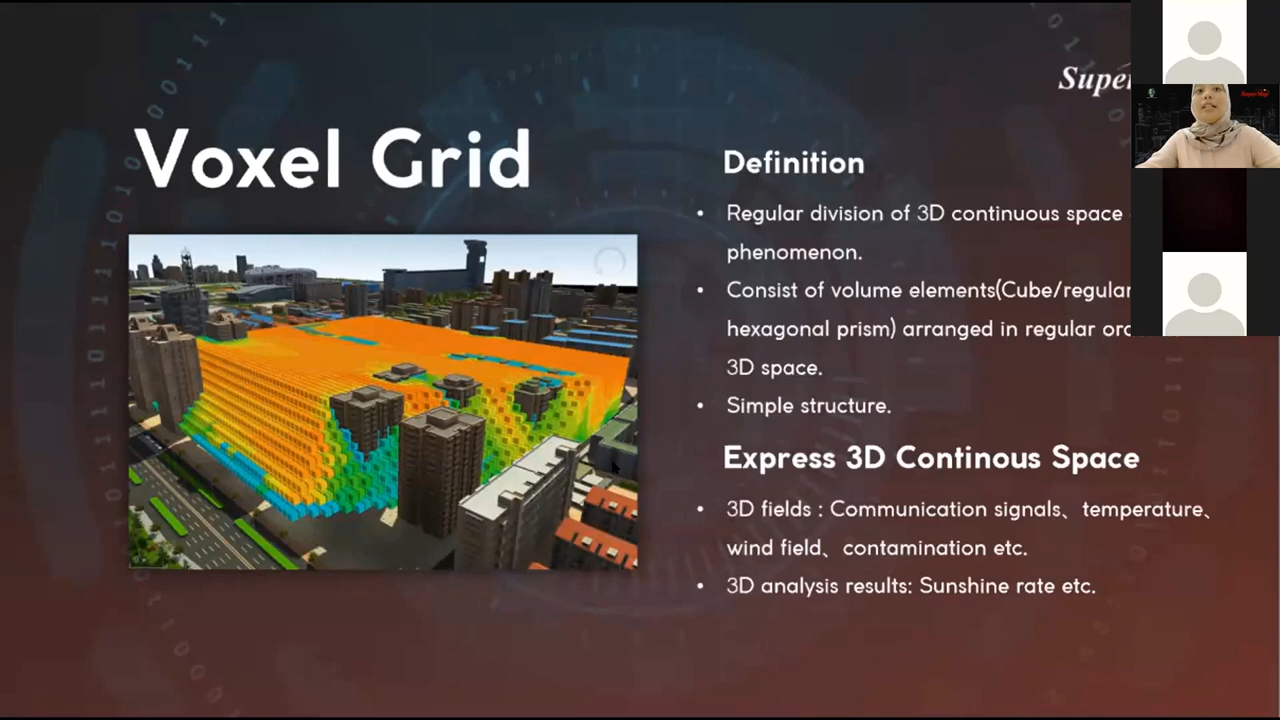 Super
Voxel Grid
Definition
• Regular division of 3D continuous space
phenomenon.
• Consist of volume elements(Cube/regular
hexagonal prism) arranged in regular
3D space.
• Simple structure.
Express 3D Continous Space
• 3D fields : Communication signals、temperature、
wind field、contamination etc.
• 3D analysis results: Sunshine rate etc.